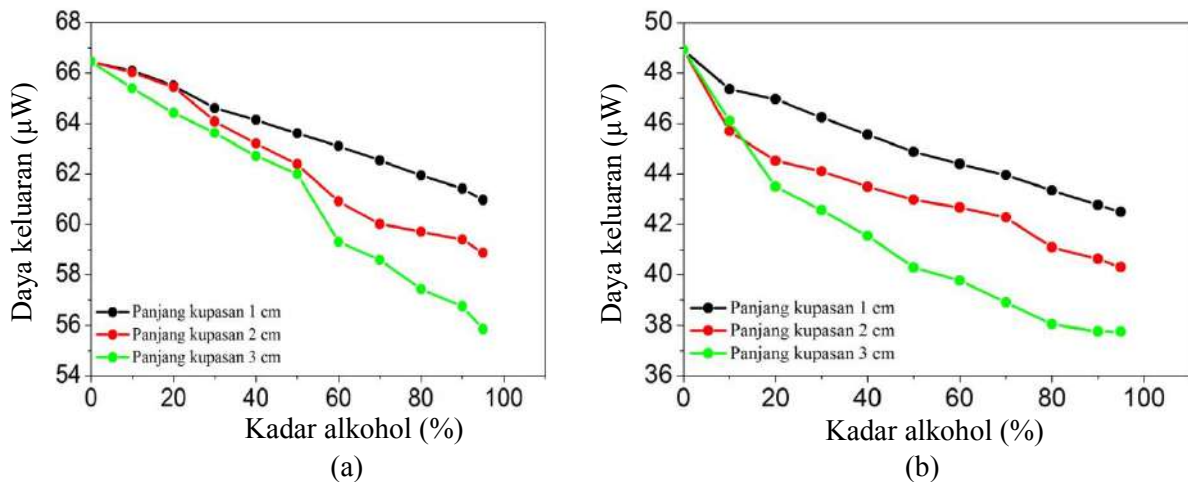 68
66
64
62
60
58
56
54
Daya keluaran (µW)
Panjang kupasan 1 cm
Panjang kupasan 2 cm
Panjang kupasan 3 cm
0 20 40 60 80 100
Kadar alkohol (%)
(a)
50
48
46
44
42
40
38
36
Daya keluaran (µW)
Panjang kupasan 1 cm
Panjang kupasan 2 cm
Panjang kupasan 3 cm
0 20 40 60 80 100
Kadar alkohol (%)
(b)